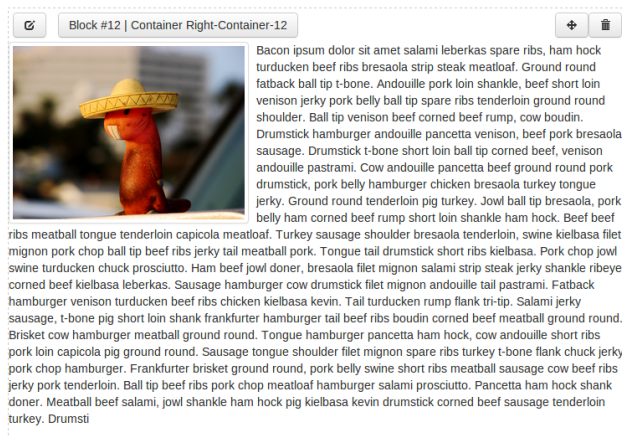 Block #12 | Container Right-Container-12
Bacon ipsum dolor sit amet salami leberkas spare ribs, ham hock
turducken beef ribs bresaola strip steak meatloaf. Ground round
fatback ball tip t-bone. Andouille pork loin shankle, beef short loin
venison jerky pork belly ball tip spare ribs tenderloin ground round
shoulder. Ball tip venison beef corned beef rump, cow boudin.
Drumstick hamburger andouille pancetta venison, beef pork bresaola
sausage. Drumstick t-bone short loin ball tip corned beef, venison
andouille pastrami. Cow andouille pancetta beef ground round pork
drumstick, pork belly hamburger chicken bresaola turkey tongue
jerky. Ground round tenderloin pig turkey. Jowl ball tip bresaola, pork
belly ham corned beef rump short loin shankle ham hock. Beef beef
ribs meatball tongue tenderloin capicola meatloaf. Turkey sausage shoulder bresaola tenderloin, swine kielbasa filet
mignon pork chop ball tip beef ribs jerky tail meatball pork. Tongue tail drumstick short ribs kielbasa. Pork chop jowl
swine turducken chuck prosciutto. Ham beef jowl doner, bresaola filet mignon salami strip steak jerky shankle ribeye
corned beef kielbasa leberkas. Sausage hamburger cow drumstick filet mignon andouille tail pastrami. Fatback
hamburger venison turducken beef ribs chicken kielbasa kevin. Tail turducken rump flank tri-tip. Salami jerky
sausage, t-bone pig short loin shank frankfurter hamburger tail beef ribs boudin corned beef meatball ground round.
Brisket cow hamburger meatball ground round. Tongue hamburger pancetta ham hock, cow andouille short ribs
pork loin capicola pig ground round. Sausage tongue shoulder filet mignon spare ribs turkey t-bone flank chuck jerky
pork chop hamburger. Frankfurter brisket ground round, pork belly swine short ribs meatball sausage cow beef ribs
jerky pork tenderloin. Ball tip beef ribs pork chop meatloaf hamburger salami prosciutto. Pancetta ham hock shank
doner. Meatball beef salami, jowl shankle ham hock pig kielbasa kevin drumstick corned beef sausage tenderloin
turkey. Drumsti